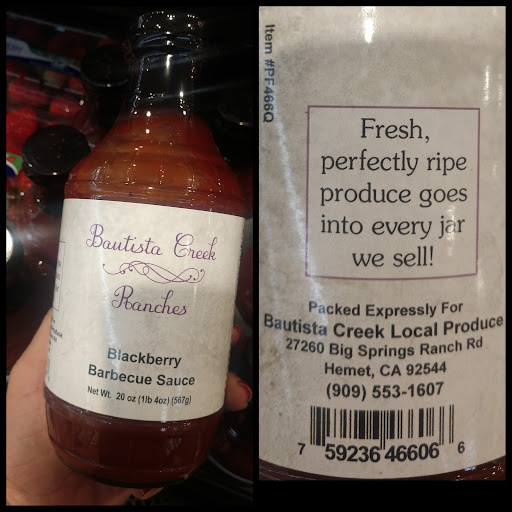 Bautista Creek
Ranches
Blackberry
Barbecue Sauce
Net Wt. 20 oz (1lb 4oz) (567g)
Item #PF466Q
Fresh,
perfectly ripe
produce goes
into every jar
we sell!
Packed Expressly For
Bautista Creek Local Produce
27260 Big Springs Ranch Rd
Hemet, CA 92544
(909) 553-1607
7 59236 46606 6